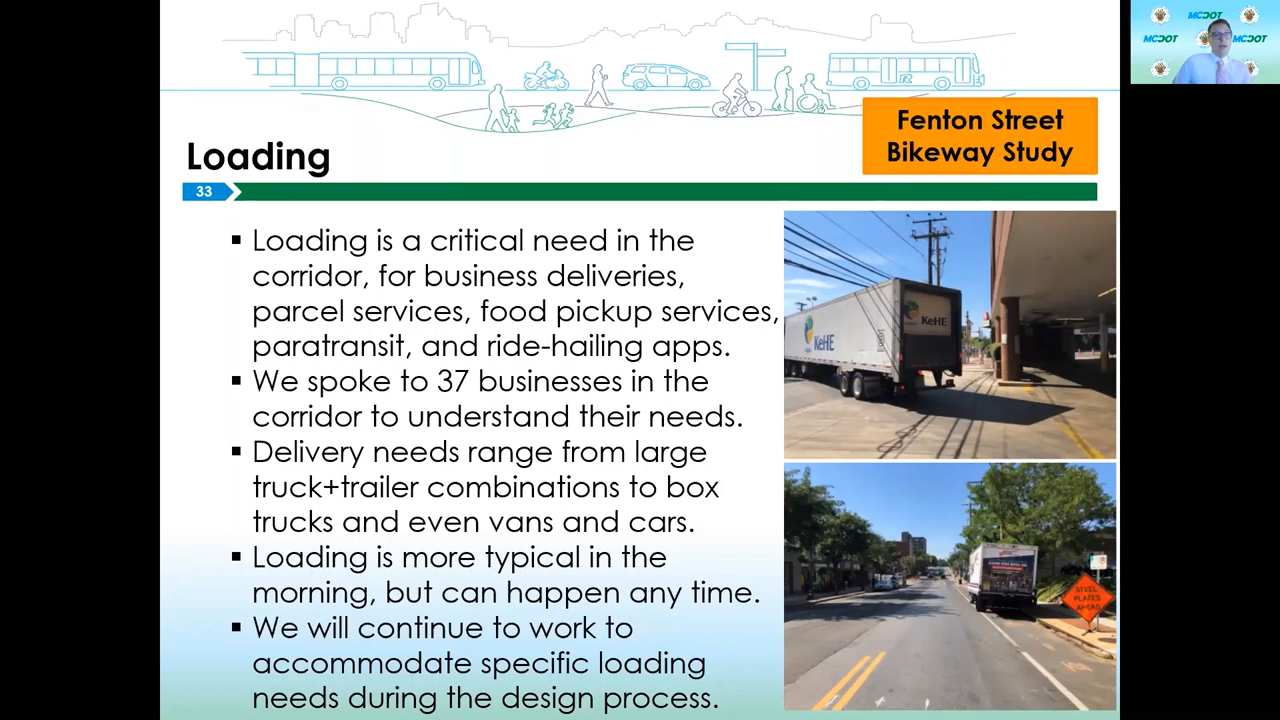 MCDOT
MCDOT
MCDOT
Fenton Street
Bikeway Study
Loading
33
▪ Loading is a critical need in the
corridor, for business deliveries,
parcel services, food pickup services,
paratransit, and ride-hailing apps.
▪ We spoke to 37 businesses in the
corridor to understand their needs.
▪ Delivery needs range from large
truck+trailer combinations to box
trucks and even vans and cars.
▪ Loading is more typical in the
morning, but can happen any time.
▪ We will continue to work to
accommodate specific loading
needs during the design process.
KeHE
KeHE
STEEL
PLATES
AHEAD